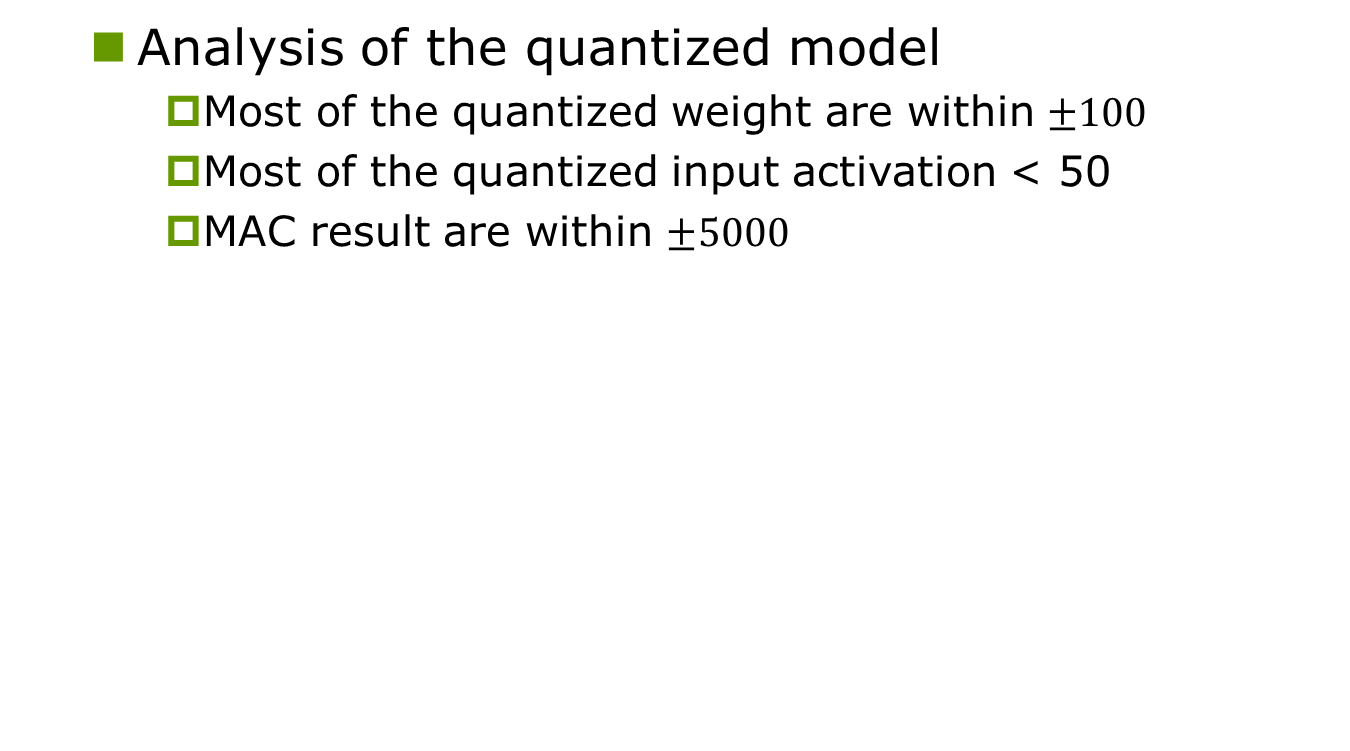 Analysis of the quantized model
Most of the quantized weight are within ±100
Most of the quantized input activation < 50
MAC result are within ±5000